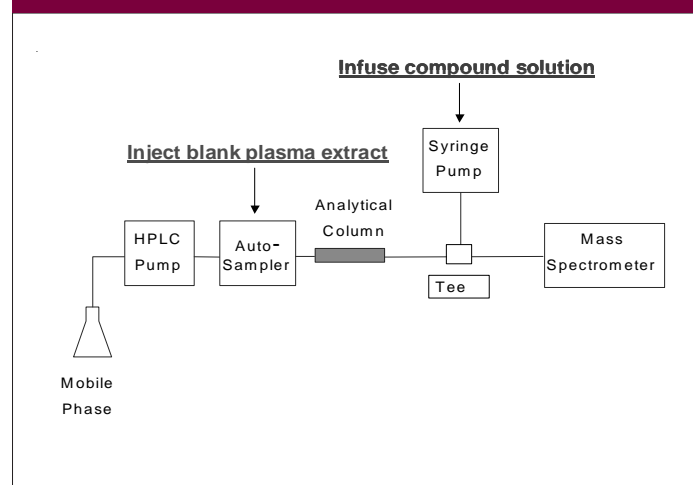 Infuse compound solution
Syringe
Pump
Inject blank plasma extract
Analytical
Column
HPLC
Pump
Auto-
Sampler
Mass
Spectrometer
Tee
Mobile
Phase